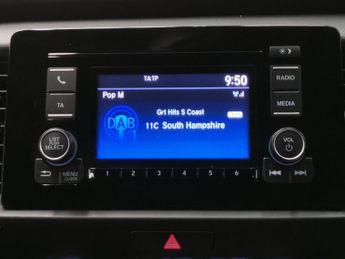 TA:TP
9:50
Pop M
RADIO
TA
Grt Hits S Coast
MEDIA
DAB
11C South Hampshire
LIST
SELECT
VOL
MENU
CLOCK
1 2 3 4 5 6